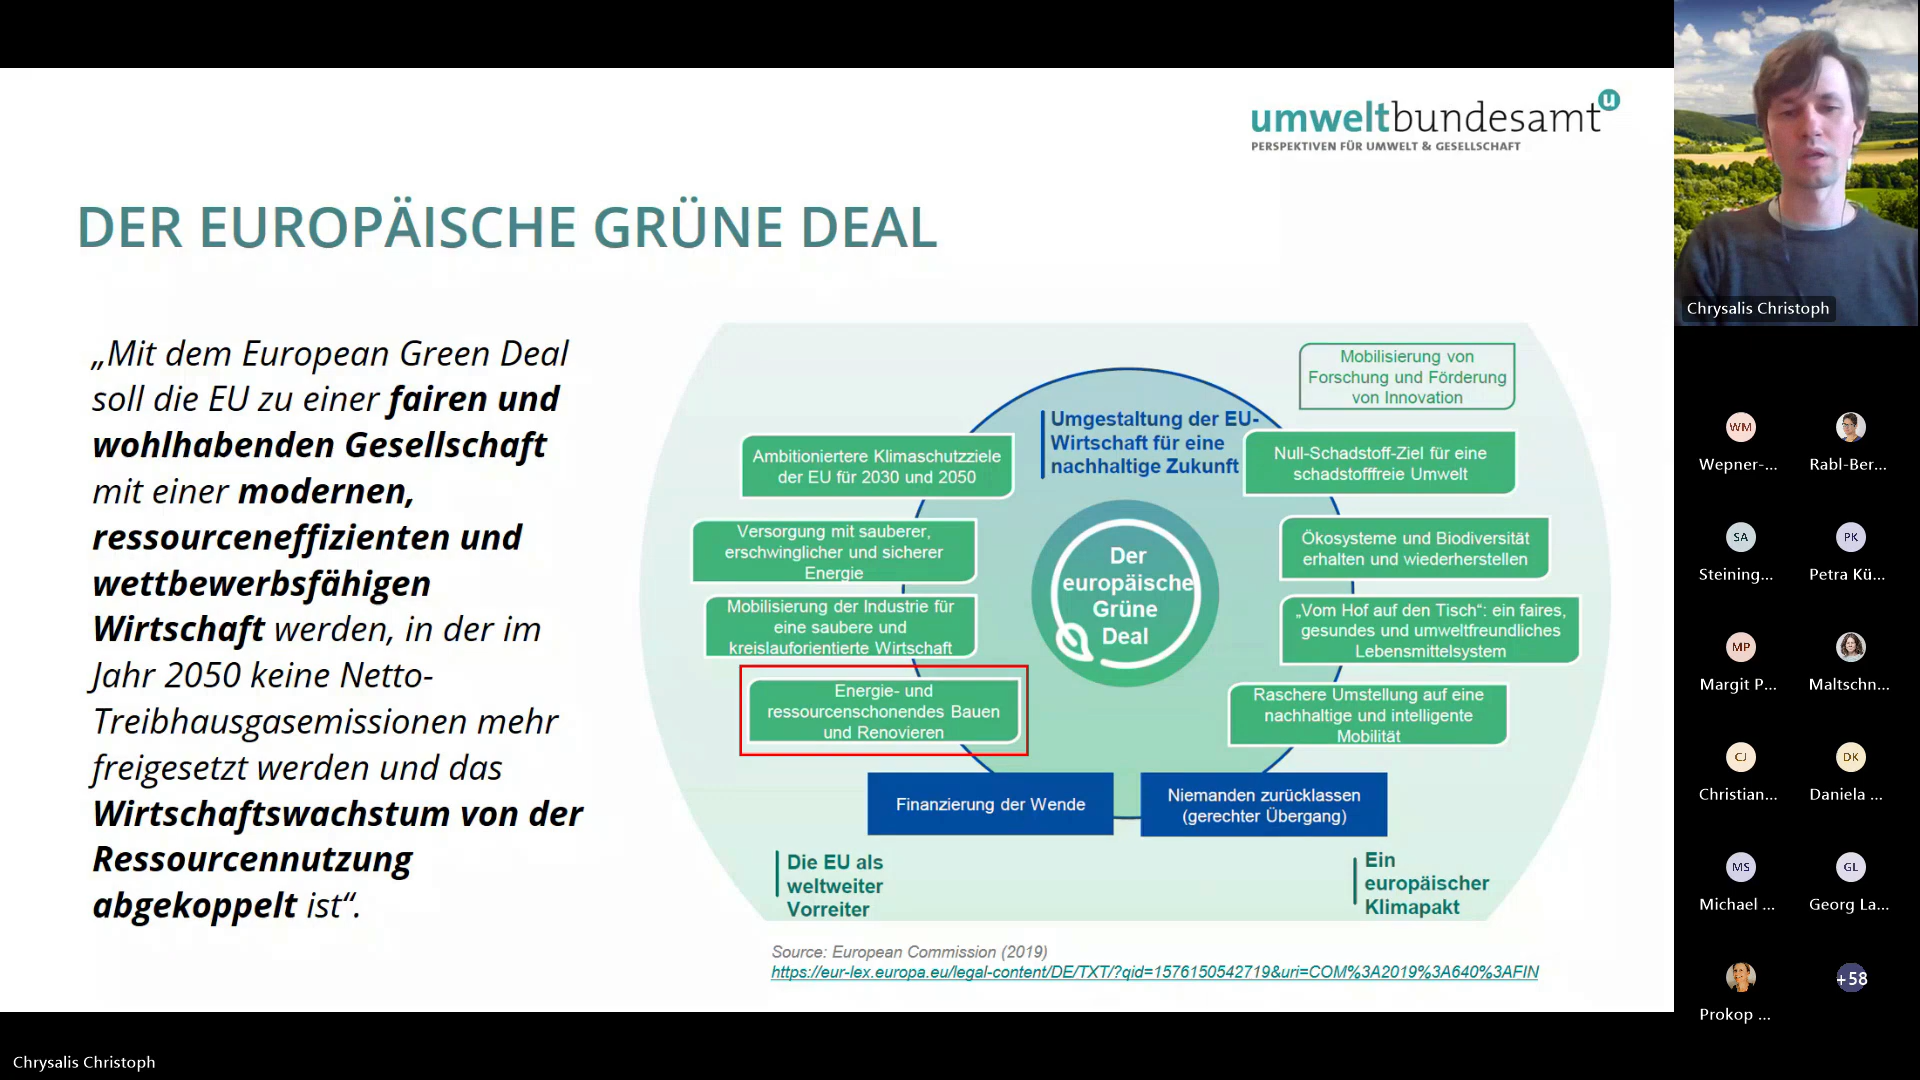 umweltbundesamt
PERSPEKTIVEN FÜR UMWELT & GESELLSCHAFT
DER EUROPÄISCHE GRÜNE DEAL
„Mit dem European Green Deal
soll die EU zu einer fairen und
wohlhabenden Gesellschaft
mit einer modernen,
ressourceneffizienten und
wettbewerbsfähigen
Wirtschaft werden, in der im
Jahr 2050 keine Netto-
Treibhausgasemissionen mehr
freigesetzt werden und das
Wirtschaftswachstum von der
Ressourcennutzung
abgekoppelt ist“.
Mobilisierung von
Forschung und Förderung
von Innovation
Umgestaltung der EU-
Wirtschaft für eine
nachhaltige Zukunft
Ambitioniertere Klimaschutzziele
der EU für 2030 und 2050
Versorgung mit sauberer,
erschwinglicher und sicherer
Energie
Mobilisierung der Industrie für
eine saubere und
kreislauforientierte Wirtschaft
Energie- und
ressourcenschonendes Bauen
und Renovieren
Der
europäische
Grüne
Deal
Null-Schadstoff-Ziel für eine
schadstofffreie Umwelt
Ökosysteme und Biodiversität
erhalten und wiederherstellen
„Vom Hof auf den Tisch“: ein faires,
gesundes und umweltfreundliches
Lebensmittelsystem
Raschere Umstellung auf eine
nachhaltige und intelligente
Mobilität
Finanzierung der Wende
Niemanden zurücklassen
(gerechter Übergang)
Die EU als
weltweiter
Vorreiter
Ein
europäischer
Klimapakt
Source: European Commission (2019)
https://eur-lex.europa.eu/legal-content/DE/TXT/?qid=1576150542719&uri=COM%3A2019%3A640%3AFIN
Chrysalis Christoph
WM
Wepner-...
Rabl-Ber...
SA
Steining...
PK
Petra Kü...
MP
Margit P...
Maltschn...
CJ
Christian...
DK
Daniela ...
MS
Michael ...
GL
Georg La...
Prokop ...
+58
Chrysalis Christoph